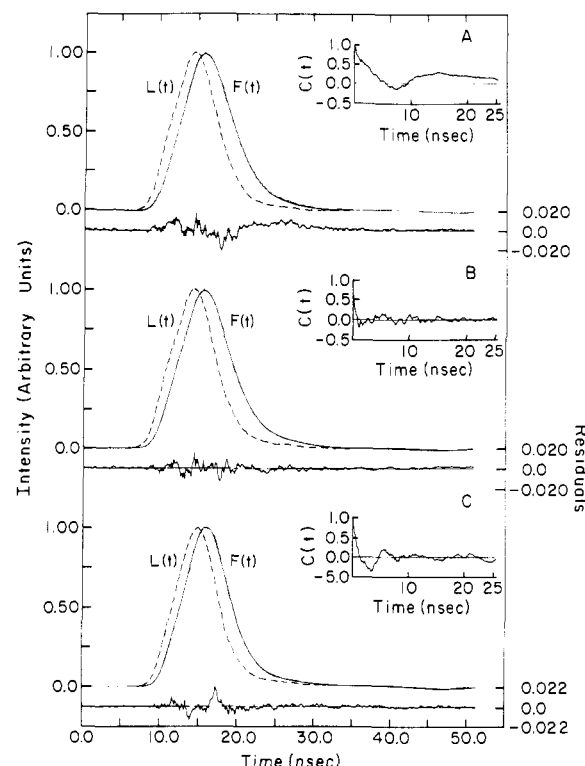 Intensity (Arbitrary Units)
A
L(t)
F(t)
1.00
0.50
0.0
C(t)
1.0
0.5
0.0
-0.5
10 20 25
Time (nsec)
0.020
0.0
-0.020
B
L(t)
F(t)
1.00
0.50
0.0
C(t)
1.0
0.5
0.0
-0.5
10 20 25
Time (nsec)
0.020
0.0
-0.020
Residuals
C
L(t)
F(t)
1.00
0.50
0.0
C(t)
1.0
0.5
0.0
-5.0
10 20 25
Time (nsec)
0.022
0.0
-0.022
0.0 10.0 20.0 30.0 40.0 50.0
Time (nsec)